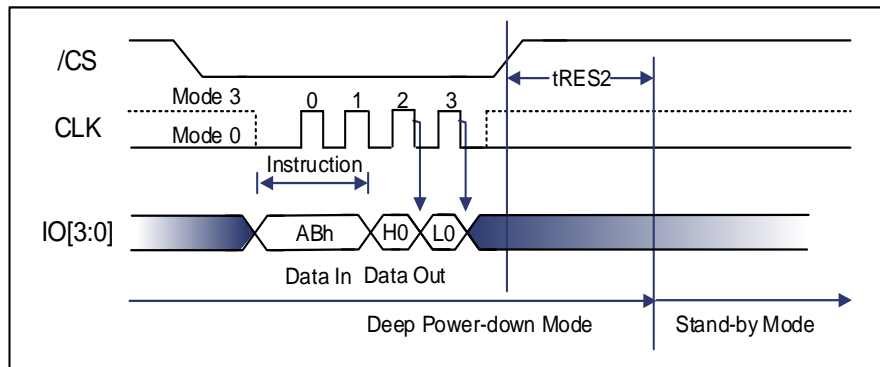 /CS
tRES2
Mode 3
0 1 2 3
CLK
Mode 0
Instruction
IO[3:0]
ABh H0 L0
Data In Data Out
Deep Power-down Mode Stand-by Mode